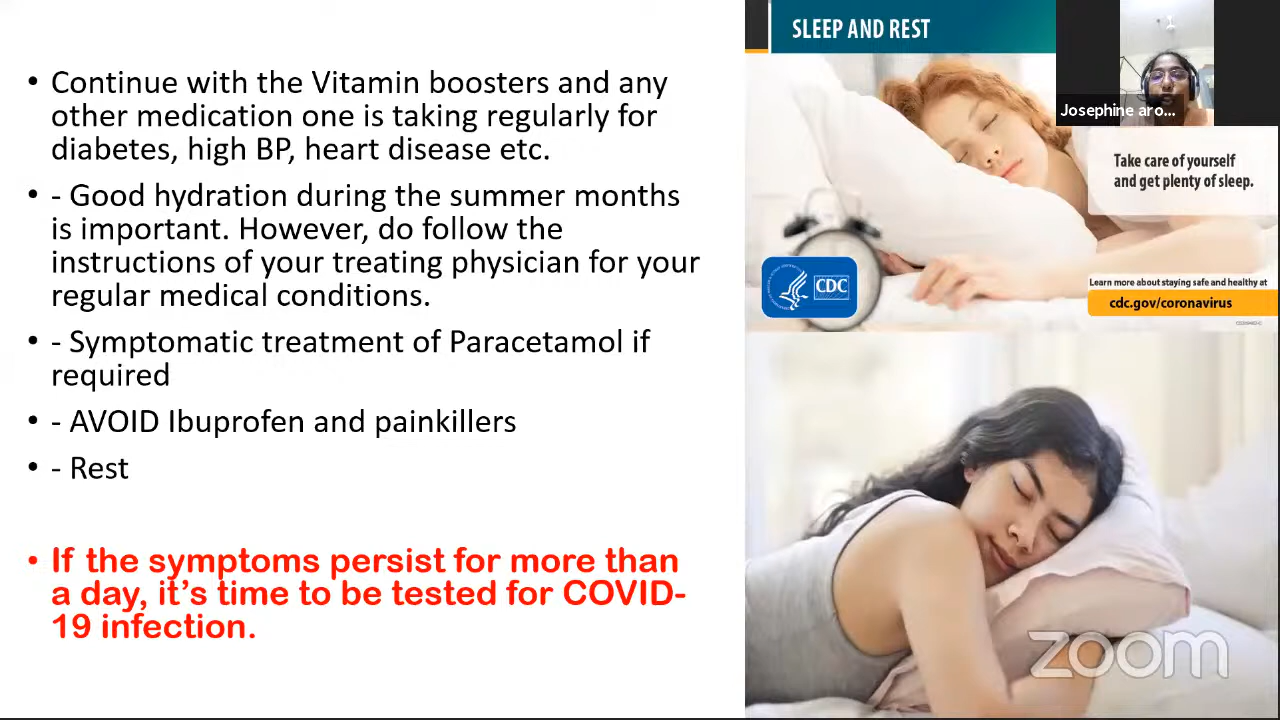 • Continue with the Vitamin boosters and any
other medication one is taking regularly for
diabetes, high BP, heart disease etc.
• - Good hydration during the summer months
is important. However, do follow the
instructions of your treating physician for your
regular medical conditions.
• - Symptomatic treatment of Paracetamol if
required
• - AVOID Ibuprofen and painkillers
• - Rest
• If the symptoms persist for more than
a day, it’s time to be tested for COVID-
19 infection.
SLEEP AND REST
Josephine aro...
Take care of yourself
and get plenty of sleep.
CDC
Learn more about staying safe and healthy at
cdc.gov/coronavirus
zoom